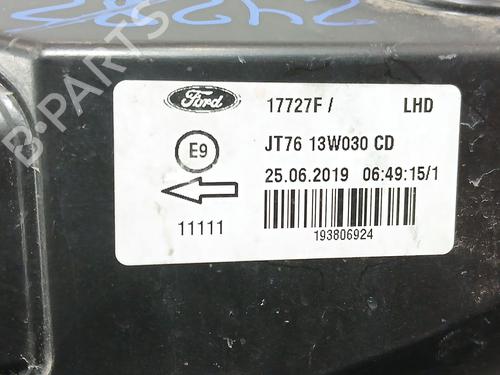 B-PARTS
Ford 17727F / LHD
E9 JT76 13W030 CD
25.06.2019 06:49:15/1
11111
193806924